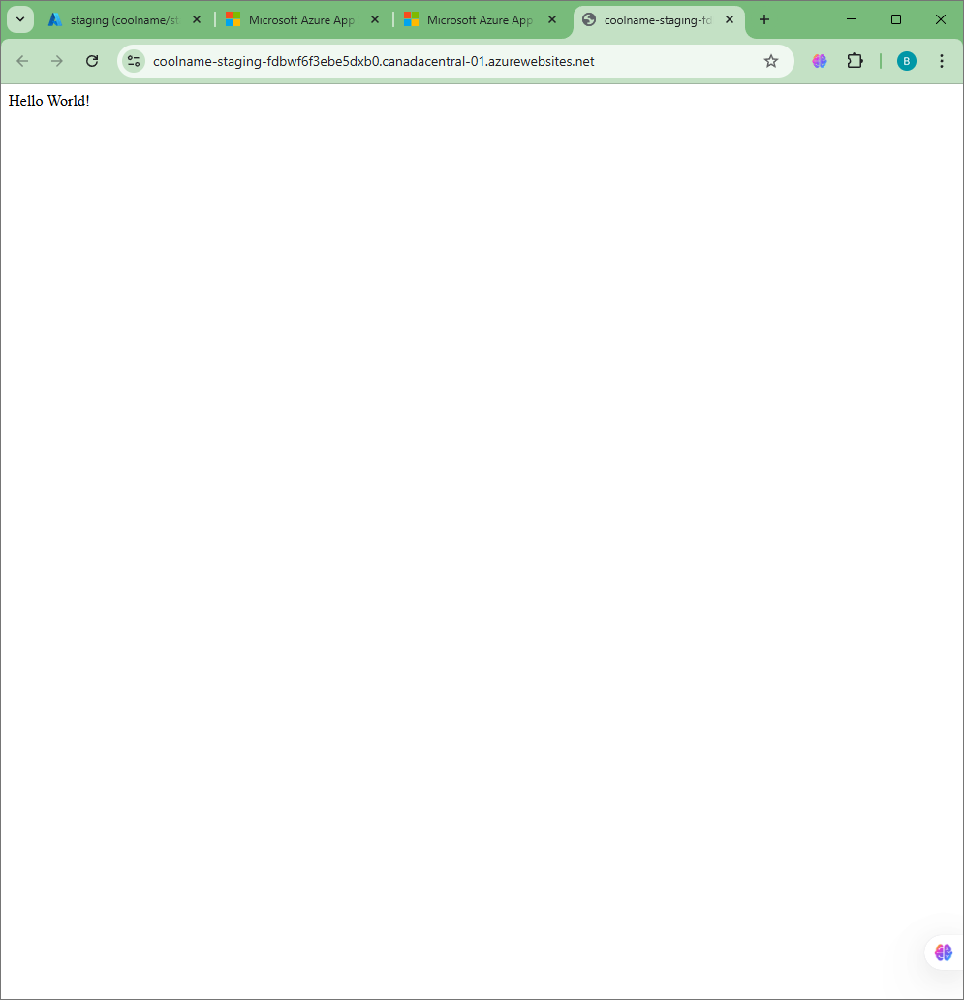 staging (coolname/st
Microsoft Azure App
Microsoft Azure App
coolname-staging-fd
coolname-staging-fdbwf6f3ebe5dxb0.canadacentral-01.azurewebsites.net
B
Hello World!